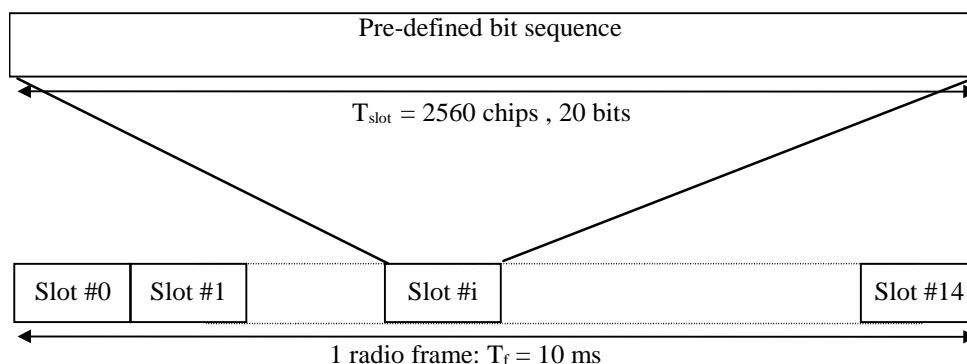 Pre-defined bit sequence
Tslot = 2560 chips , 20 bits
Slot #0 Slot #1 Slot #i Slot #14
1 radio frame: Tf = 10 ms